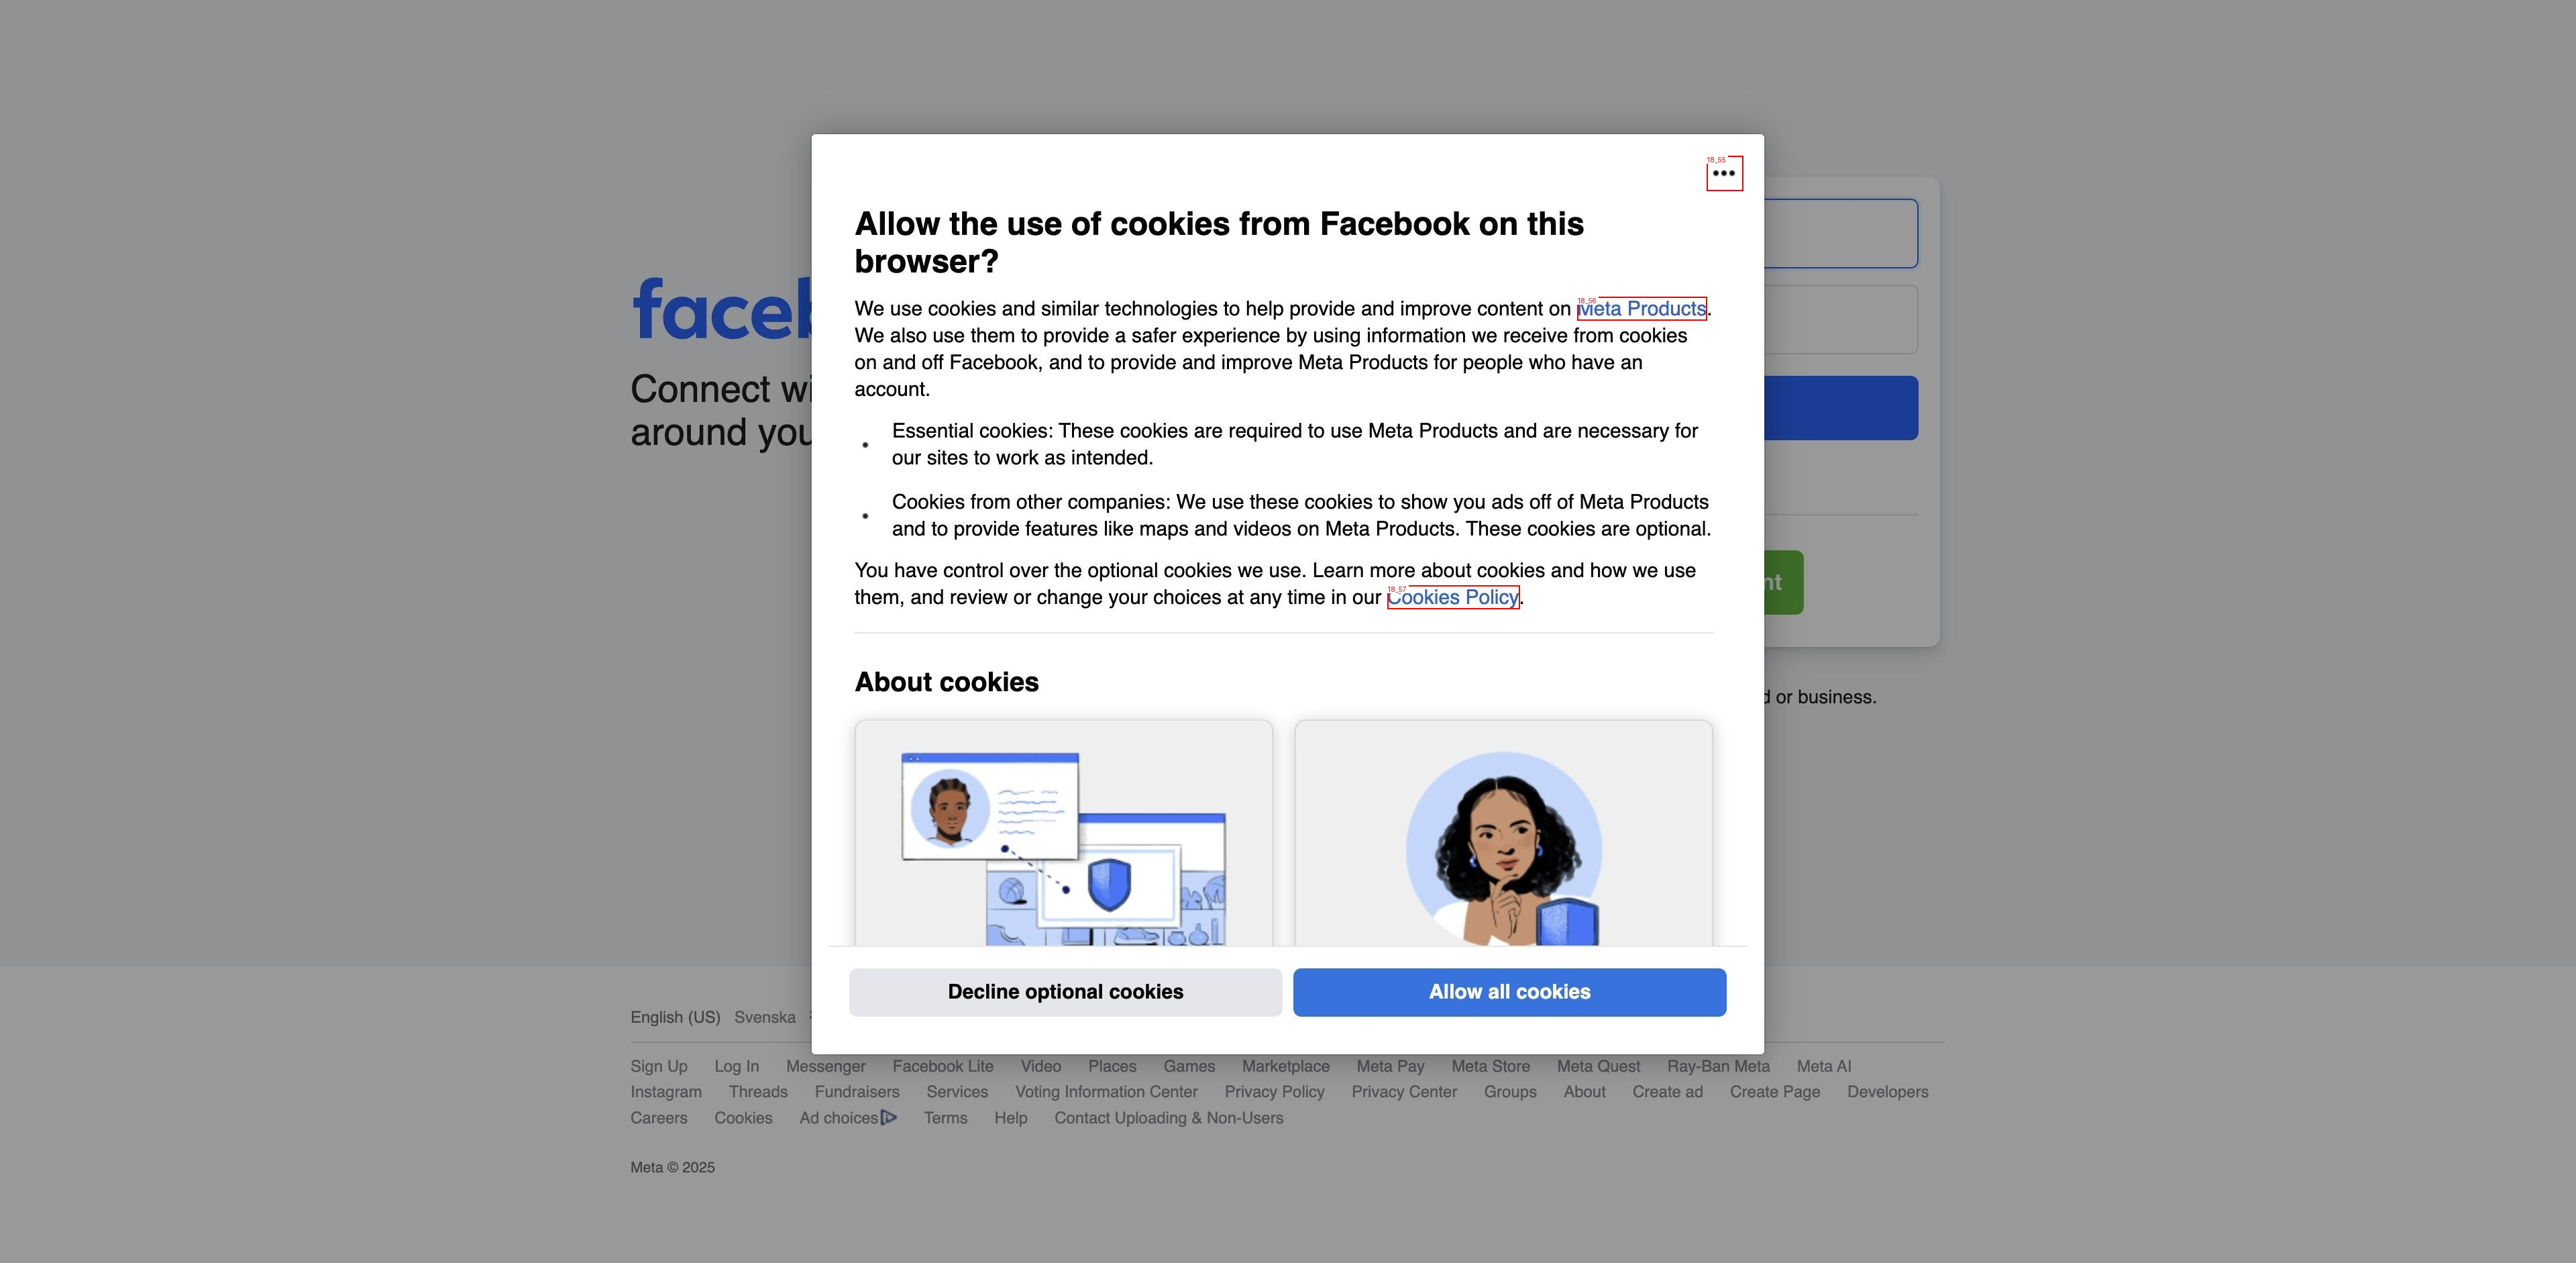 18_55
Allow the use of cookies from Facebook on this
browser?
We use cookies and similar technologies to help provide and improve content on Meta Products.
18_56
We also use them to provide a safer experience by using information we receive from cookies
on and off Facebook, and to provide and improve Meta Products for people who have an
account.
• Essential cookies: These cookies are required to use Meta Products and are necessary for
our sites to work as intended.
• Cookies from other companies: We use these cookies to show you ads off of Meta Products
and to provide features like maps and videos on Meta Products. These cookies are optional.
You have control over the optional cookies we use. Learn more about cookies and how we use
them, and review or change your choices at any time in our Cookies Policy.
18_57
About cookies
Decline optional cookies
Allow all cookies
Connect
around you
or business.
English (US) Svenska
Sign Up Log In Messenger Facebook Lite Video Places Games Marketplace Meta Pay Meta Store Meta Quest Ray-Ban Meta Meta AI
Instagram Threads Fundraisers Services Voting Information Center Privacy Policy Privacy Center Groups About Create ad Create Page Developers
Careers Cookies Ad choices Terms Help Contact Uploading & Non-Users
Meta © 2025